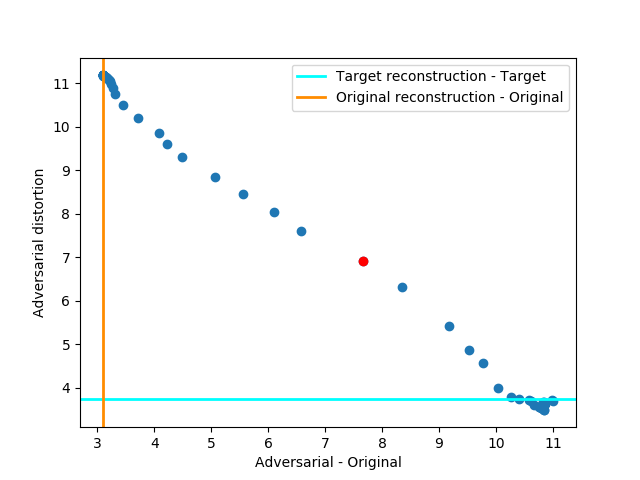 Target reconstruction - Target
Original reconstruction - Original
11
10
9
8
7
6
5
4
Adversarial distortion
3 4 5 6 7 8 9 10 11
Adversarial - Original